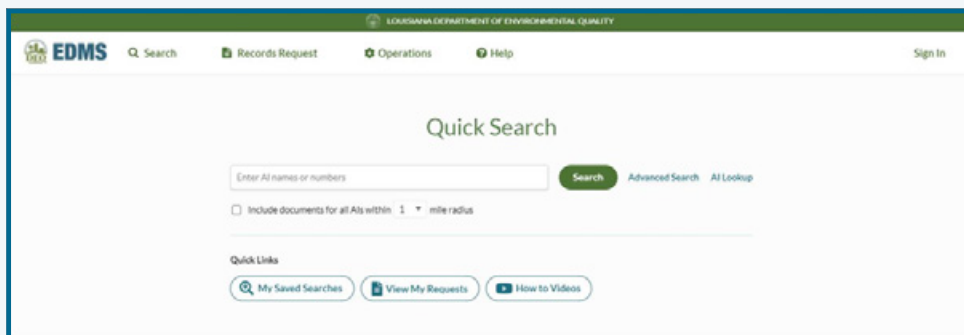 LOUISIANA DEPARTMENT OF ENVIRONMENTAL QUALITY
DEQ EDMS Search Records Request Operations Help Sign In
Quick Search
Enter AI names or numbers Search Advanced Search AI Lookup
Include documents for all AIs within 1 mile radius
Quick Links
My Saved Searches View My Requests How to Videos